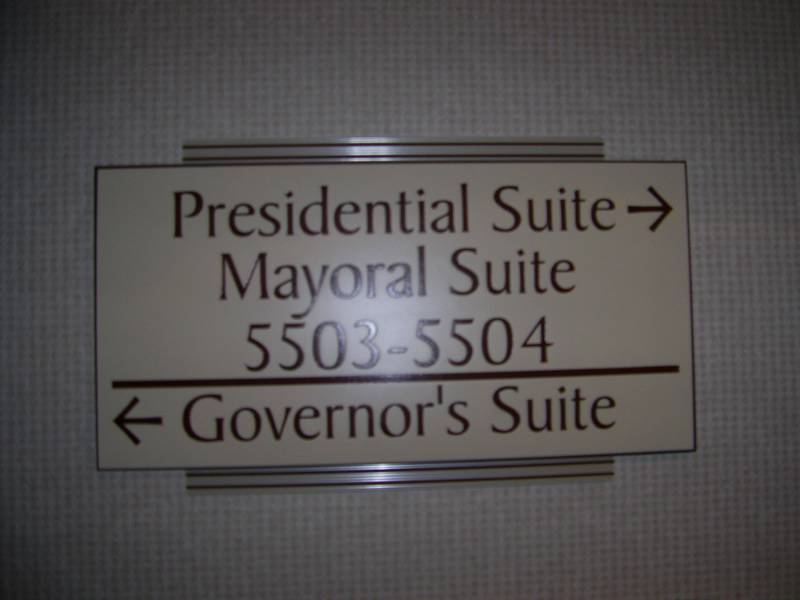 Presidential Suite →
Mayoral Suite
5503-5504
← Governor's Suite